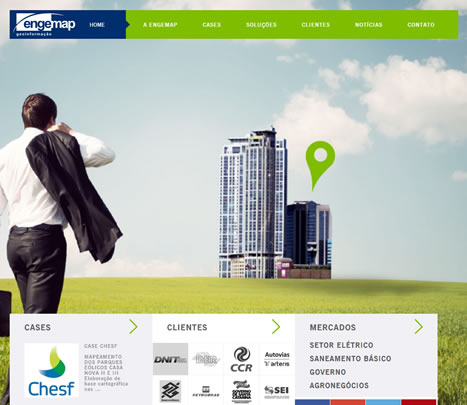 engemap
geoinformação
HOME
A ENGEMAP
CASES
SOLUÇÕES
CLIENTES
NOTÍCIAS
CONTATO
CASES
CASE CHESF
MAPEAMENTO
DOS PARQUES
EÓLICOS CASA
NOVA II E III
Elaboração de
base cartográfica
nas ...
Chesf
CLIENTES
DNIT
DER
CCR
Autovias
arteris
PETROBRAS
SEI
MERCADOS
SETOR ELÉTRICO
SANEAMENTO BÁSICO
GOVERNO
AGRONEGÓCIOS